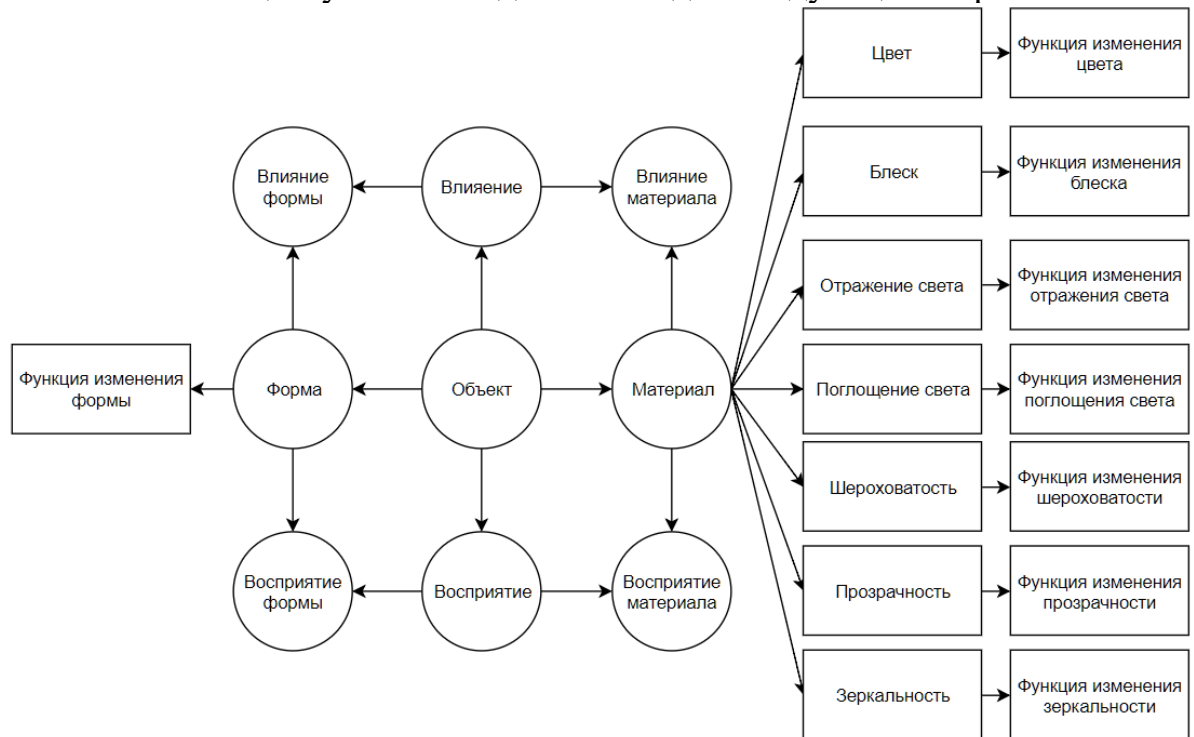 Цвет
Функция изменения
цвета
Влияние
формы
Влияение
Влияние
материала
Блеск
Функция изменения
блеска
Отражение света
Функция изменения
отражения света
Функция изменения
формы
Форма
Объект
Материал
Поглощение света
Функция изменения
поглощения света
Шероховатость
Функция изменения
шероховатости
Восприятие
формы
Восприятие
Восприятие
материала
Прозрачность
Функция изменения
прозрачности
Зеркальность
Функция изменения
зеркальности